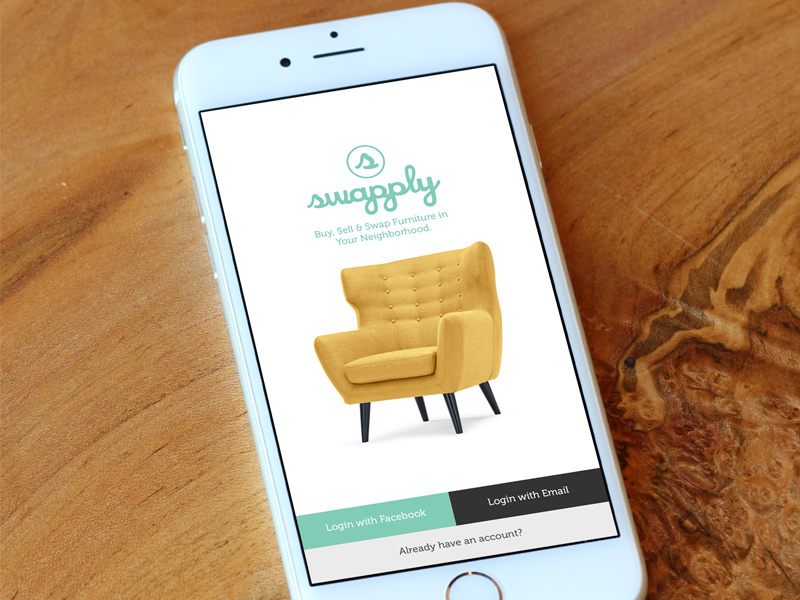 s
swapply
Buy, Sell & Swap Furniture in
Your Neighborhood.
Login with Facebook
Login with Email
Already have an account?